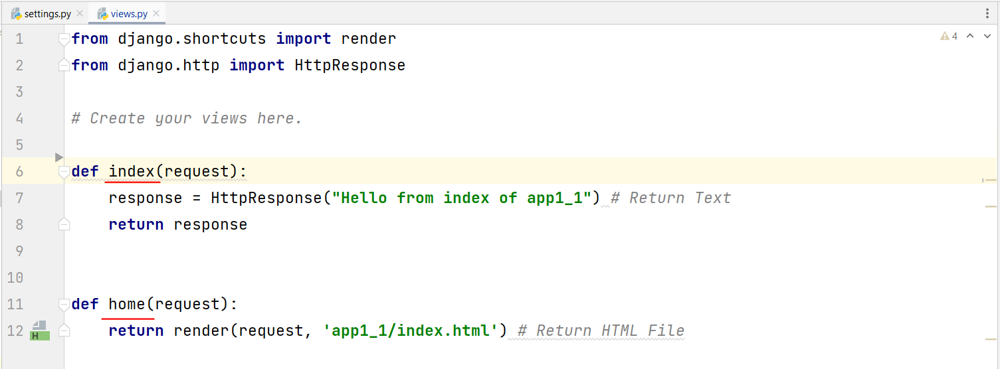 settings.py views.py
1 from django.shortcuts import render 4
2 from django.http import HttpResponse
3
4 # Create your views here.
5
6 def index(request):
7     response = HttpResponse("Hello from index of app1_1") # Return Text
8     return response
9
10
11 def home(request):
12 H     return render(request, 'app1_1/index.html') # Return HTML File